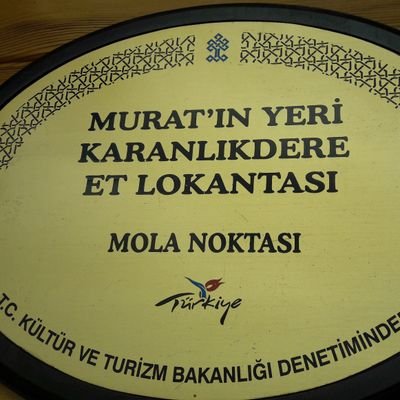 MURAT'IN YERİ
KARANLIKDERE
ET LOKANTASI
MOLA NOKTASI
Türkiye
T.C. KÜLTÜR VE TURİZM BAKANLIĞI DENETİMİNDE